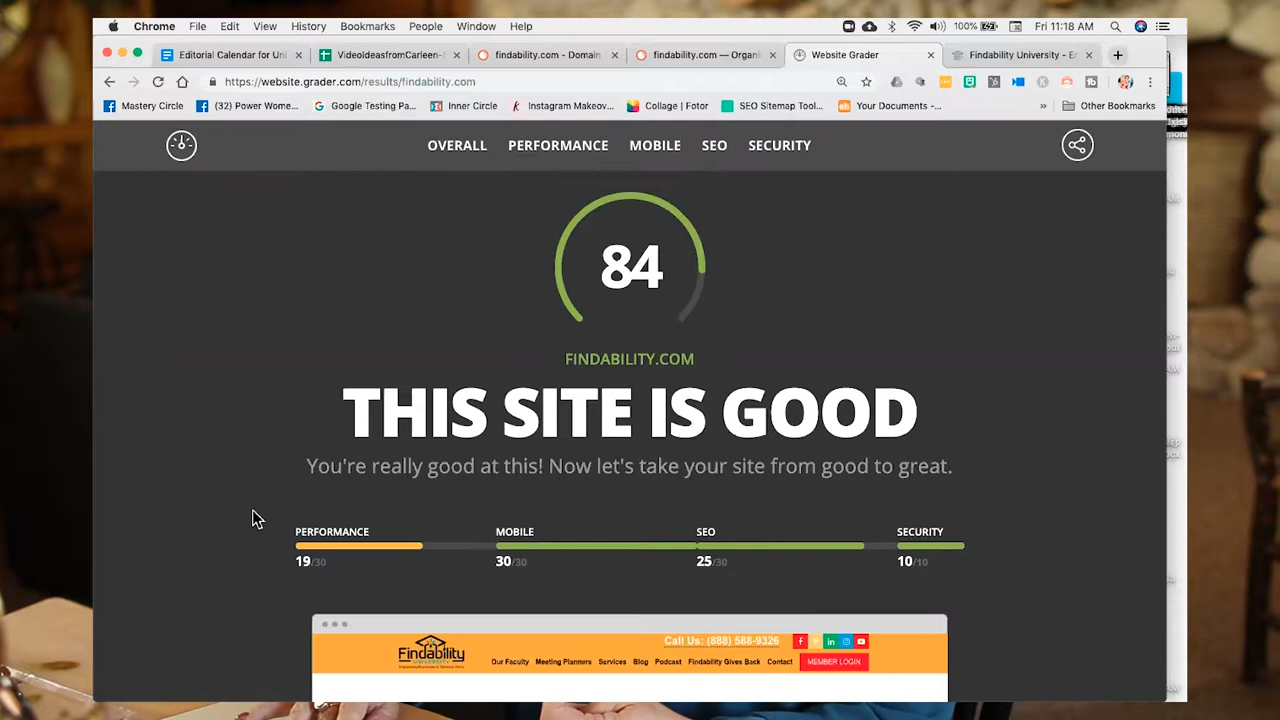 Chrome File Edit View History Bookmarks People Window Help 100% Fri 11:18 AM
Editorial Calendar for Uni VideoideasfromCarleen- findability.com - Domain findability.com — Organi Website Grader Findability University - Er
https://website.grader.com/results/findability.com
Mastery Circle (32) Power Wome... Google Testing Pa... Inner Circle Instagram Makeov... Collage | Fotor SEO Sitemap Tool... Your Documents -... » Other Bookmarks
OVERALL PERFORMANCE MOBILE SEO SECURITY
84
FINDABILITY.COM
THIS SITE IS GOOD
You're really good at this! Now let's take your site from good to great.
PERFORMANCE MOBILE SEO SECURITY
19/30 30/30 25/30 10/10
Call Us: (888) 588-9326
Findability
UNIVERSITY
Our Faculty Meeting Planners Services Blog Podcast Findability Gives Back Contact MEMBER LOGIN